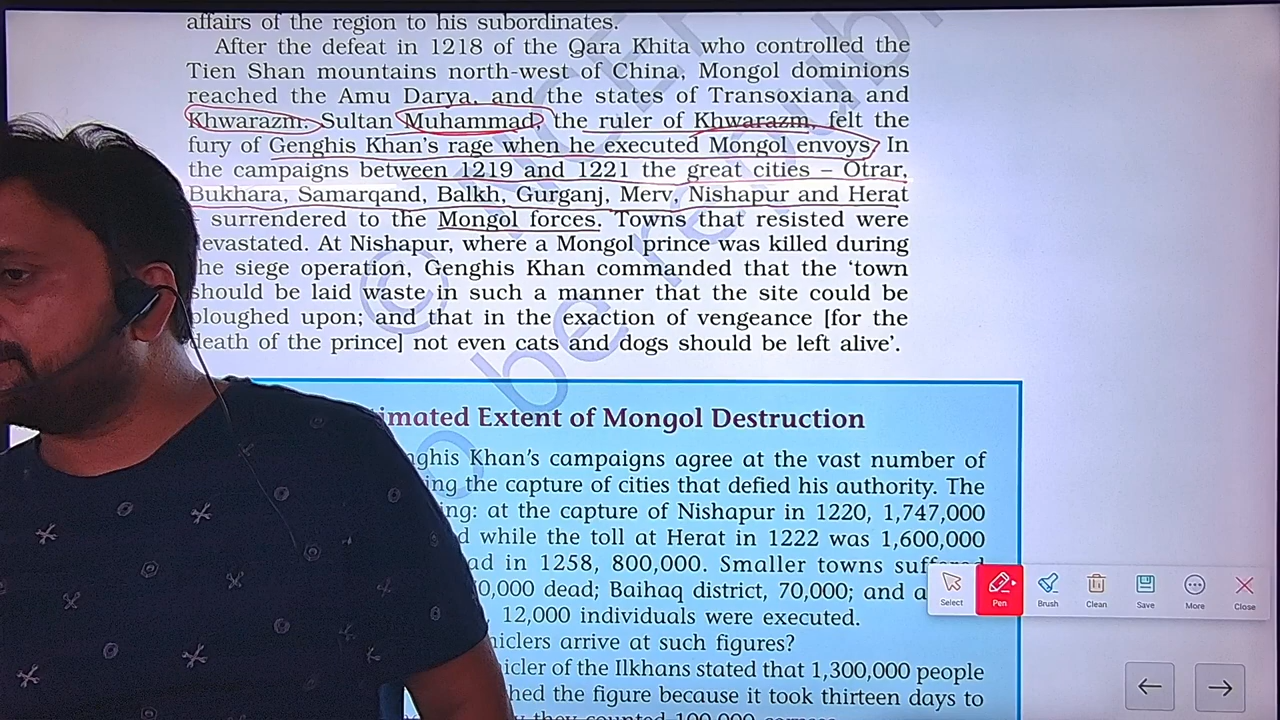 affairs of the region to his subordinates.
After the defeat in 1218 of the Qara Khita who controlled the
Tien Shan mountains north-west of China, Mongol dominions
reached the Amu Darya, and the states of Transoxiana and
Khwarazm. Sultan Muhammad, the ruler of Khwarazm, felt the
fury of Genghis Khan's rage when he executed Mongol envoys. In
the campaigns between 1219 and 1221 the great cities – Otrar,
Bukhara, Samarqand, Balkh, Gurganj, Merv, Nishapur and Herat
– surrendered to the Mongol forces. Towns that resisted were
devastated. At Nishapur, where a Mongol prince was killed during
the siege operation, Genghis Khan commanded that the ‘town
should be laid waste in such a manner that the site could be
ploughed upon; and that in the exaction of vengeance [for the
death of the prince] not even cats and dogs should be left alive’.
imated Extent of Mongol Destruction
nghis Khan's campaigns agree at the vast number of
ing the capture of cities that defied his authority. The
ing: at the capture of Nishapur in 1220, 1,747,000
d while the toll at Herat in 1222 was 1,600,000
ad in 1258, 800,000. Smaller towns suffered
0,000 dead; Baihaq district, 70,000; and a
, 12,000 individuals were executed.
niclers arrive at such figures?
icler of the Ilkhans stated that 1,300,000 people
hed the figure because it took thirteen days to
they counted 100,000 corpses.
Select
Pen
Brush
Clean
Save
More
Close